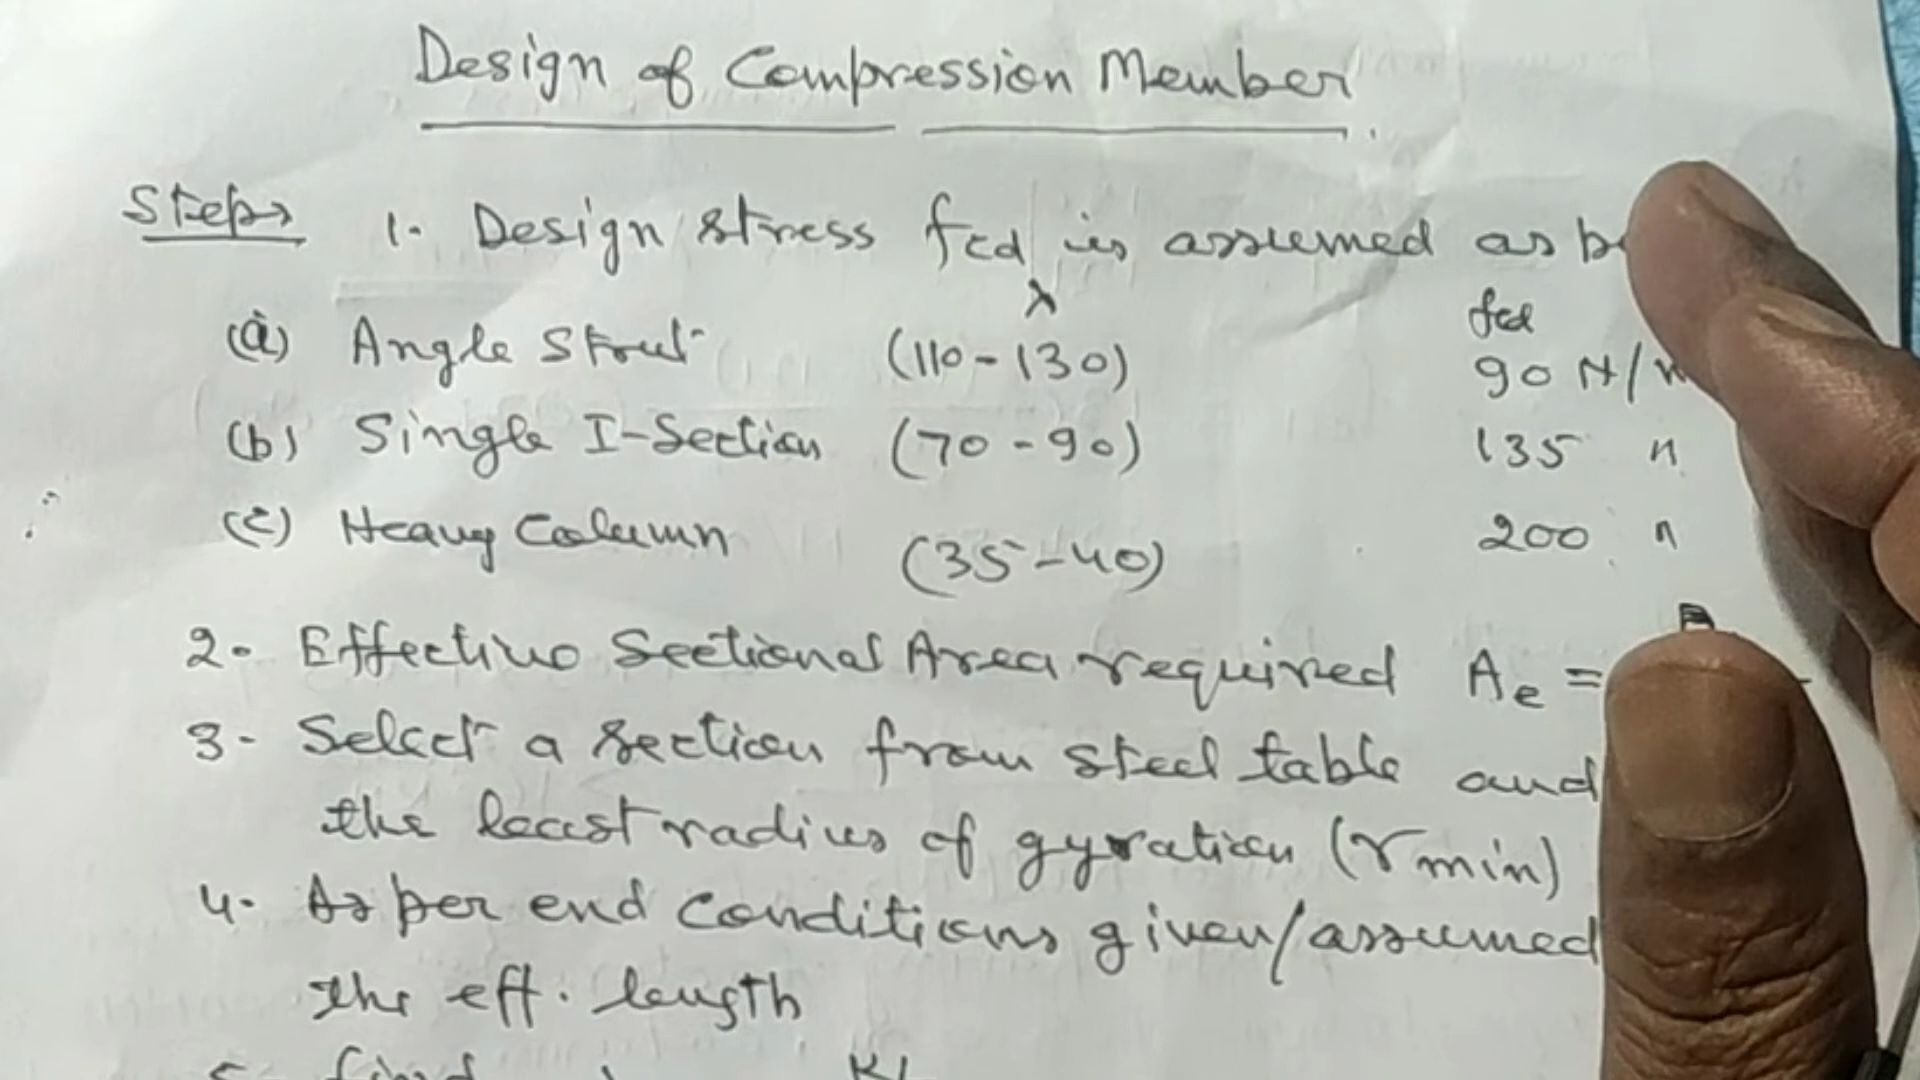 Design of Compression Member
Steps 1. Design stress fcd is assumed as
λ fcd
(a) Angle Strut (110-130) 90 N/
(b) Single I-Section (70-90) 135 "
(c) Heavy Column (35-40) 200 "
2. Effective Sectional Area required Ae =
3. Select a section from steel table and
the least radius of gyration (rmin)
4. As per end conditions given/assumed
the eff. length
5. find KL